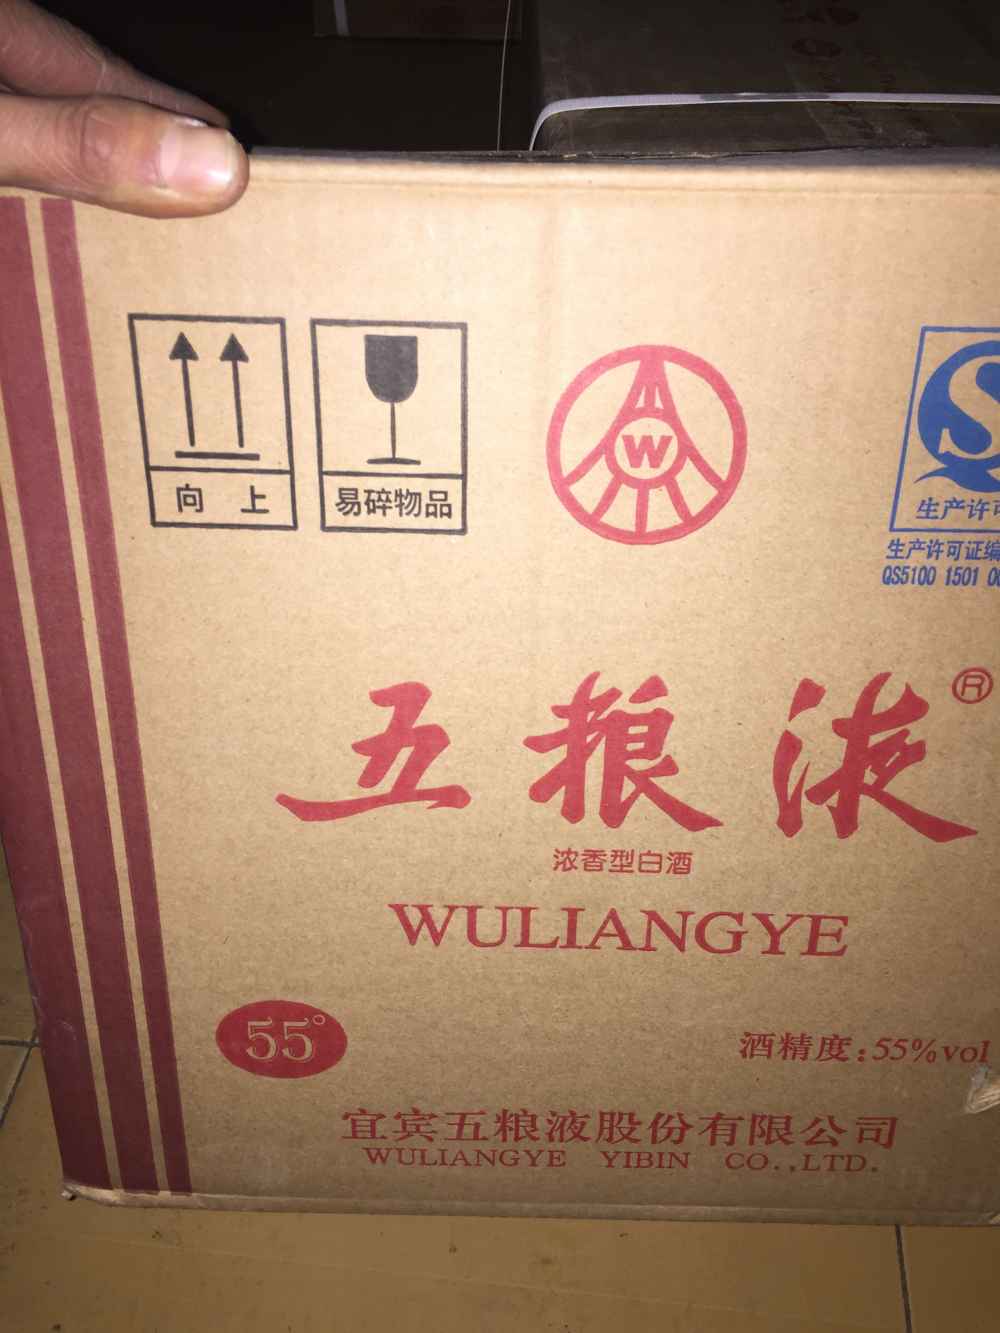 向 上
易碎物品
W
生产许
生产许可证编
QS5100 1501
五粮液®
浓香型白酒
WULIANGYE
55°
酒精度:55%vol
宜宾五粮液股份有限公司
WULIANGYE YIBIN CO.,LTD.